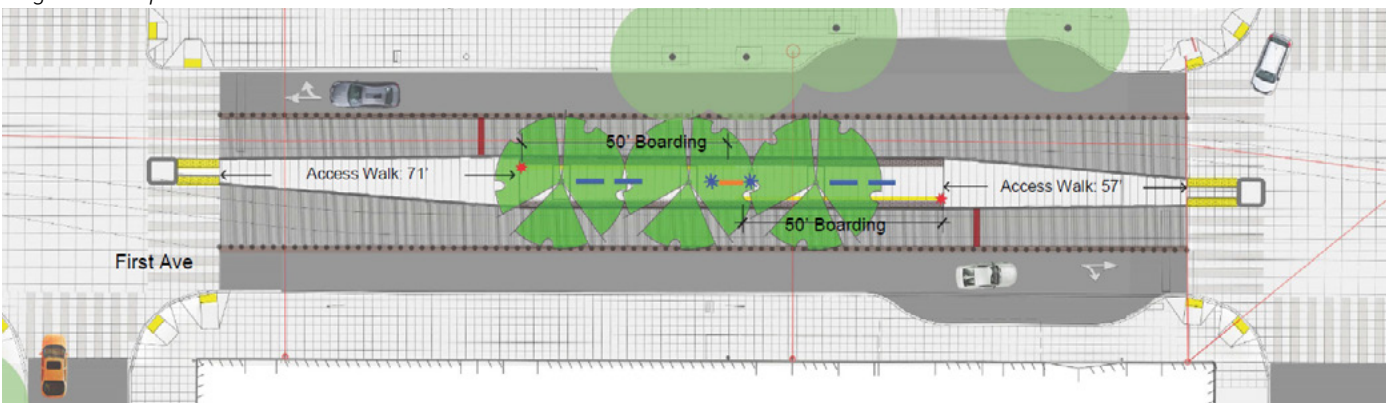 50' Boarding
Access Walk: 71'
Access Walk: 57'
50' Boarding
First Ave